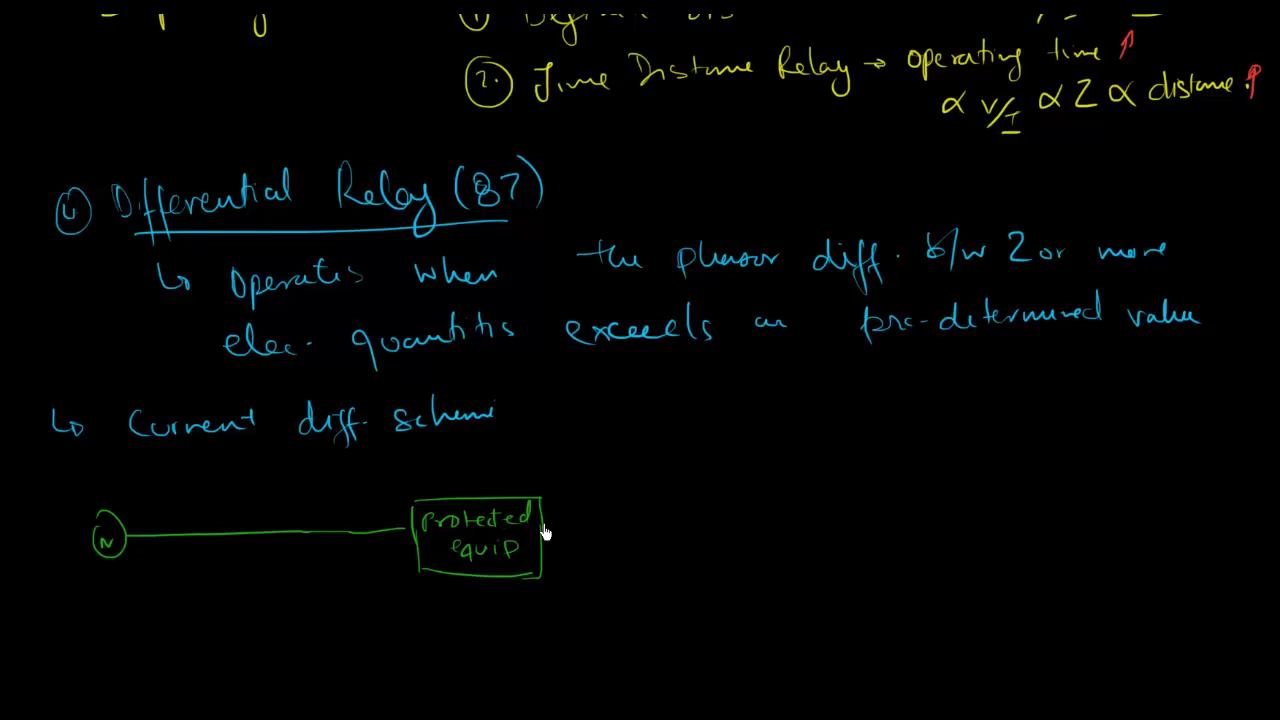 2. Time Distance Relay → operating time ↑
α V/I α Z α distance ↑
4 Differential Relay (87)
↳ Operates when the phasor diff. b/w 2 or more
elec. quantities exceeds a pre-determined value
↳ Current diff. scheme
N
Protected
equip